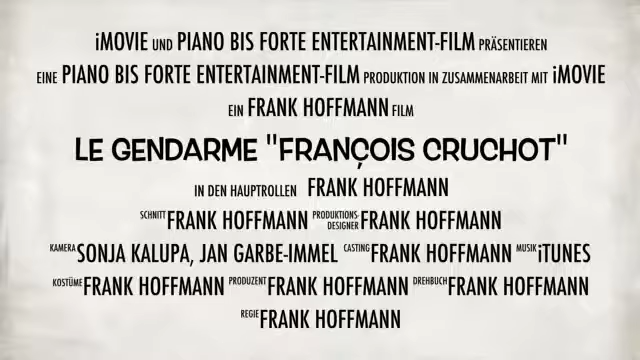 iMOVIE UND PIANO BIS FORTE ENTERTAINMENT-FILM PRÄSENTIEREN
EINE PIANO BIS FORTE ENTERTAINMENT-FILM PRODUKTION IN ZUSAMMENARBEIT MIT iMOVIE
EIN FRANK HOFFMANN FILM
LE GENDARME "FRANÇOIS CRUCHOT"
IN DEN HAUPTROLLEN FRANK HOFFMANN
SCHNITT FRANK HOFFMANN PRODUKTIONS-DESIGNER FRANK HOFFMANN
KAMERA SONJA KALUPA, JAN GARBE-IMMEL CASTING FRANK HOFFMANN MUSIK iTUNES
KOSTÜME FRANK HOFFMANN PRODUZENT FRANK HOFFMANN DREHBUCH FRANK HOFFMANN
REGIE FRANK HOFFMANN